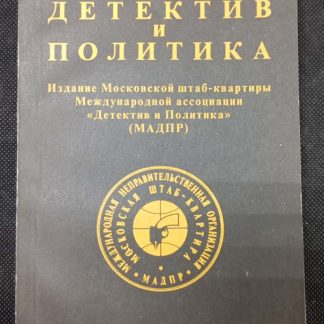 ДЕТЕКТИВ
И
ПОЛИТИКА
Издание Московской штаб-квартиры
Международной ассоциации
«Детектив и Политика»
(МАДПР)
МЕЖДУНАРОДНАЯ НЕПРАВИТЕЛЬСТВЕННАЯ ОРГАНИЗАЦИЯ
МОСКОВСКАЯ ШТАБ-КВАРТИРА
МАДПР